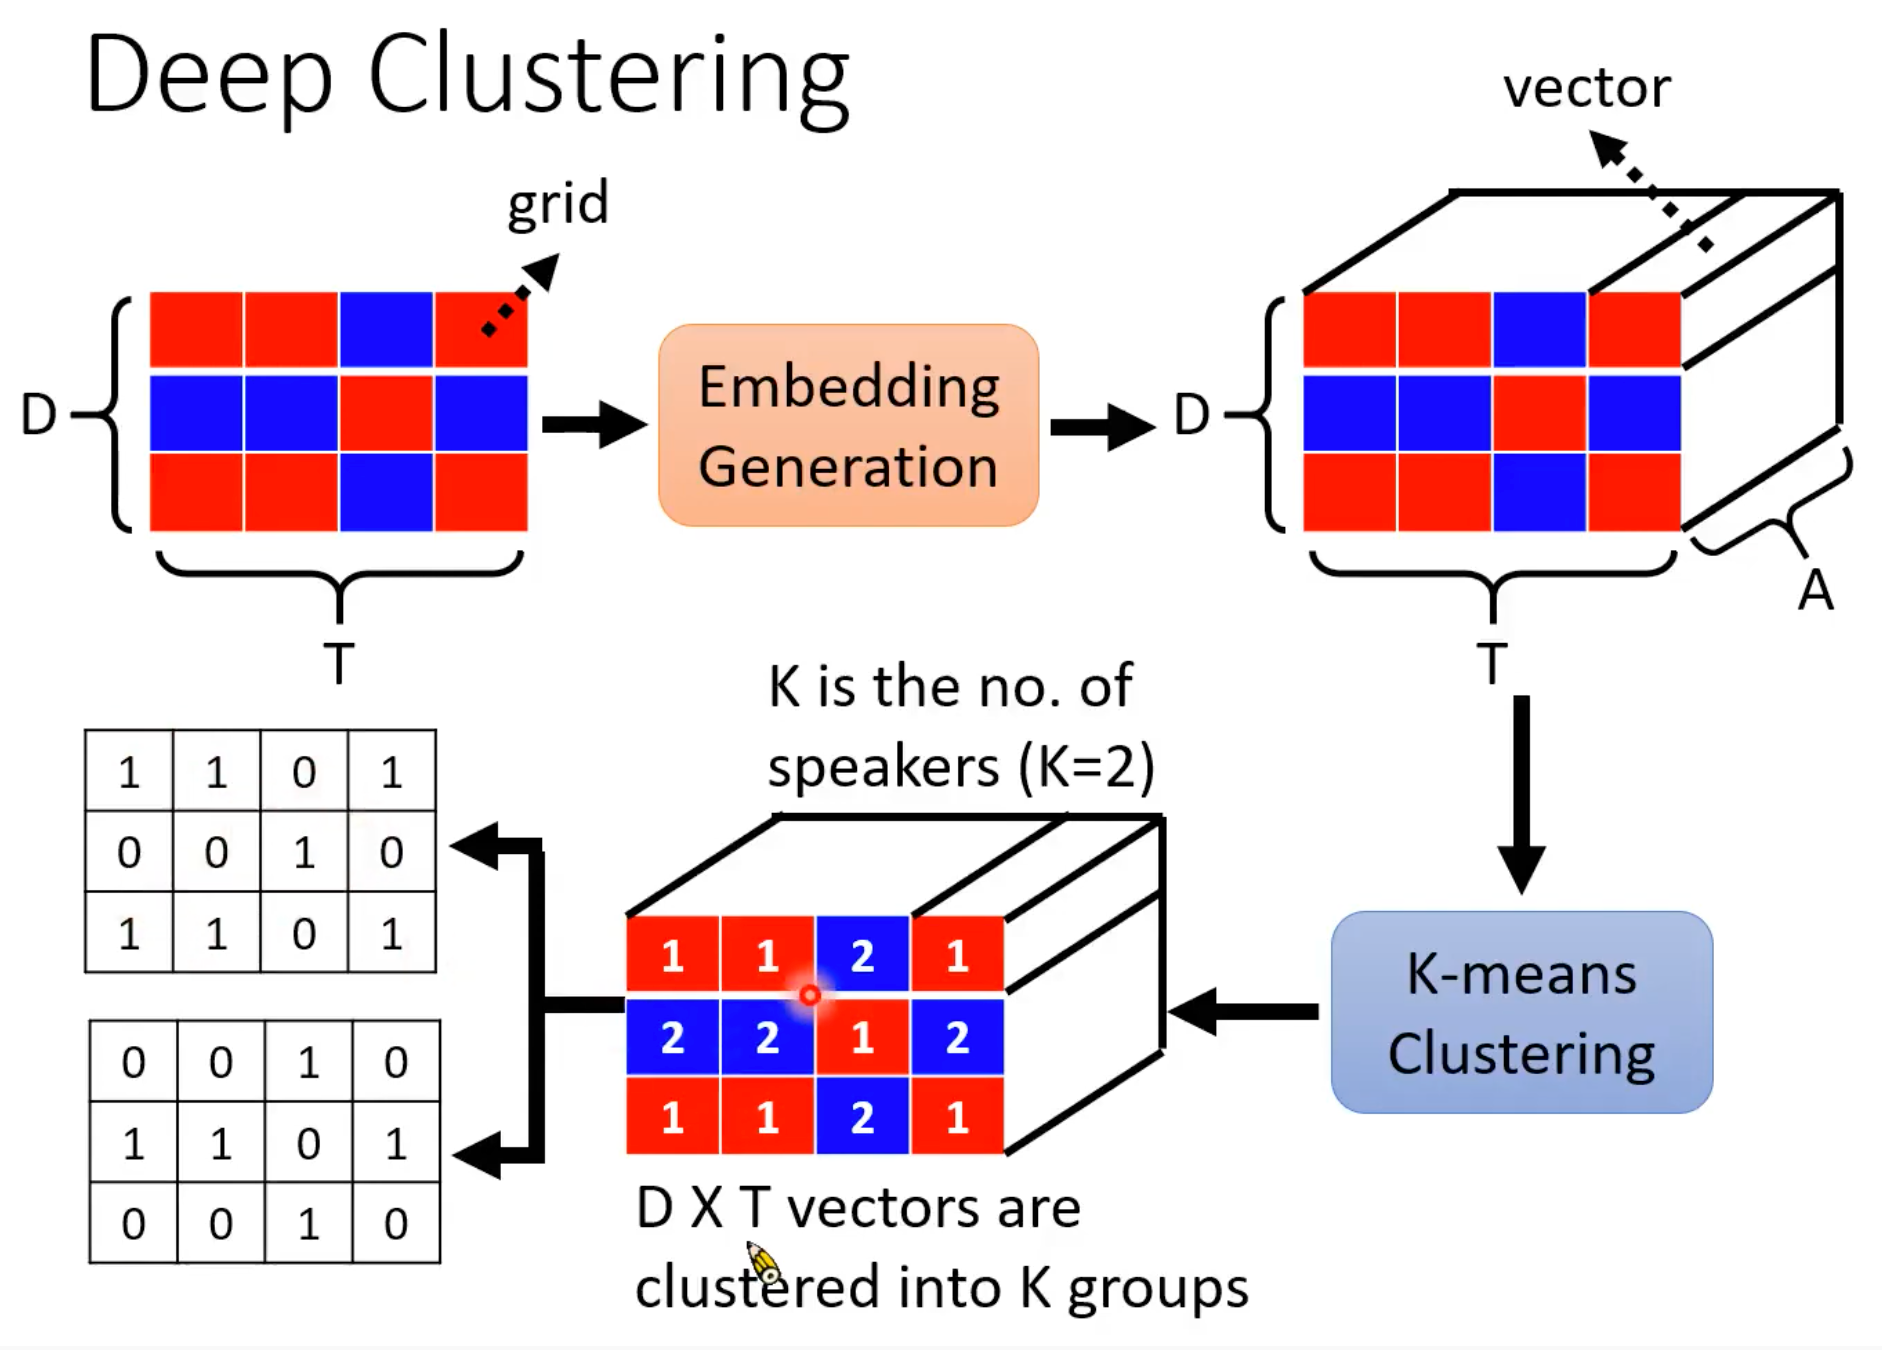 Deep Clustering
grid
vector
D
T
Embedding
Generation
D
T
A
K is the no. of
speakers (K=2)
K-means
Clustering
1 1 2 1
2 2 1 2
1 1 2 1
D X T vectors are
clustered into K groups
1 1 0 1
0 0 1 0
1 1 0 1
0 0 1 0
1 1 0 1
0 0 1 0